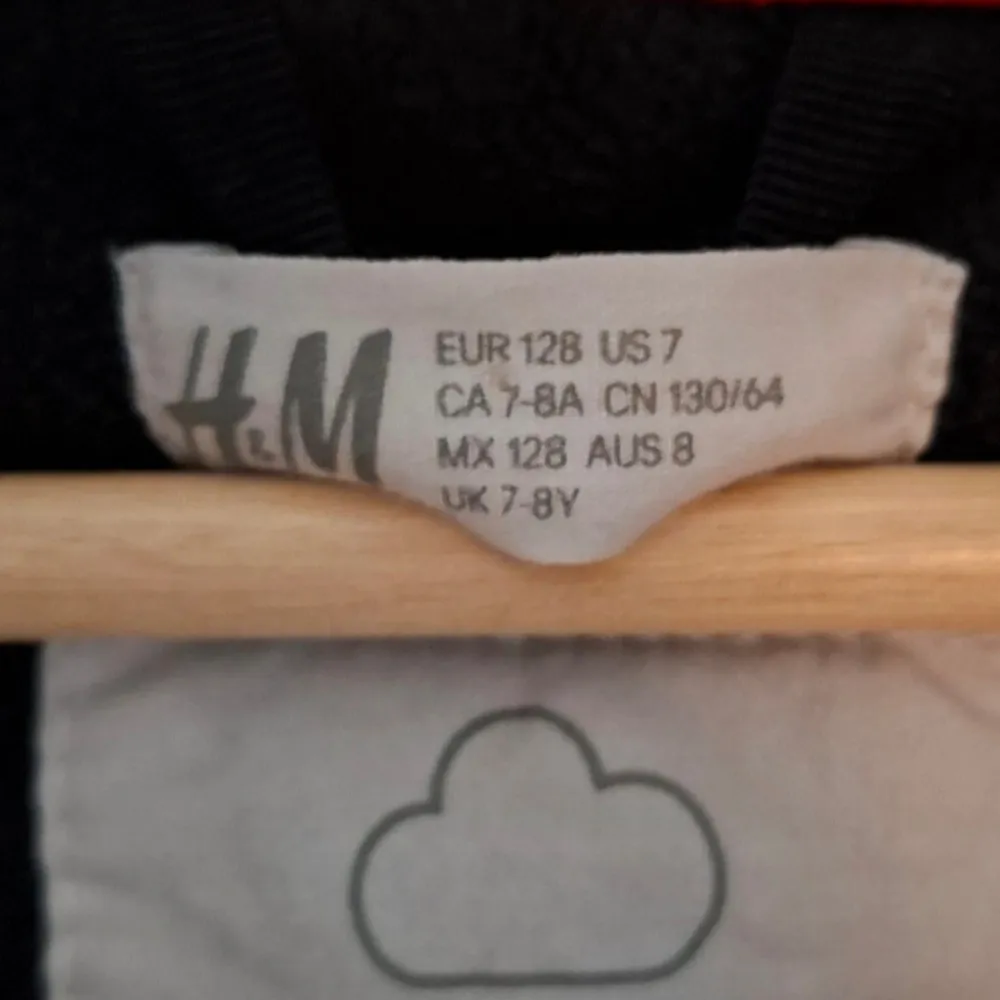 H&M
EUR 128 US 7
CA 7-8A CN 130/64
MX 128 AUS 8
UK 7-8Y